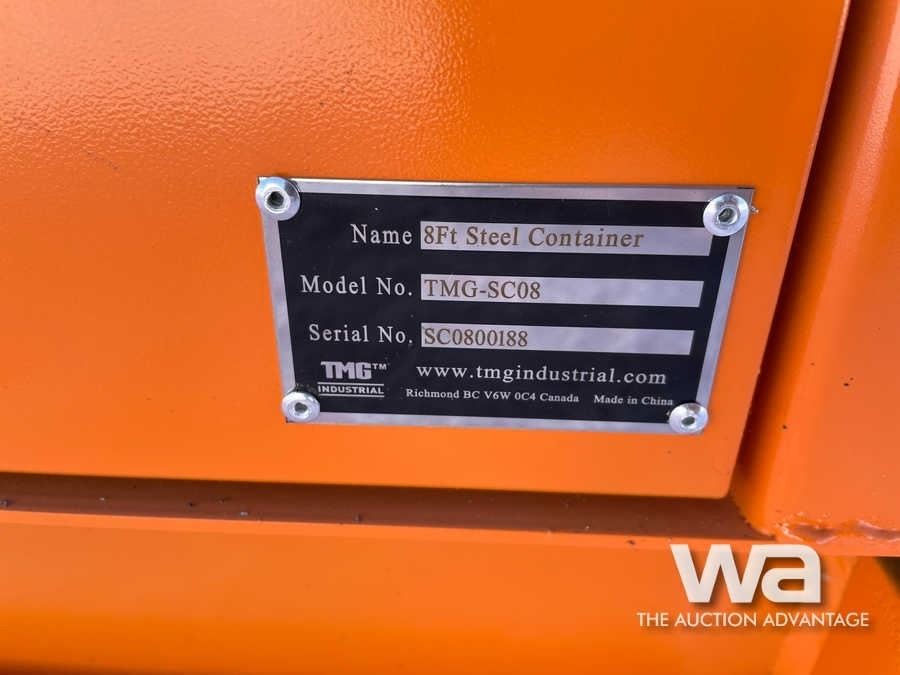 Name 8Ft Steel Container
Model No. TMG-SC08
Serial No. SC0800188
TMG™ www.tmgindustrial.com
INDUSTRIAL Richmond BC V6W 0C4 Canada Made in China
wa
THE AUCTION ADVANTAGE